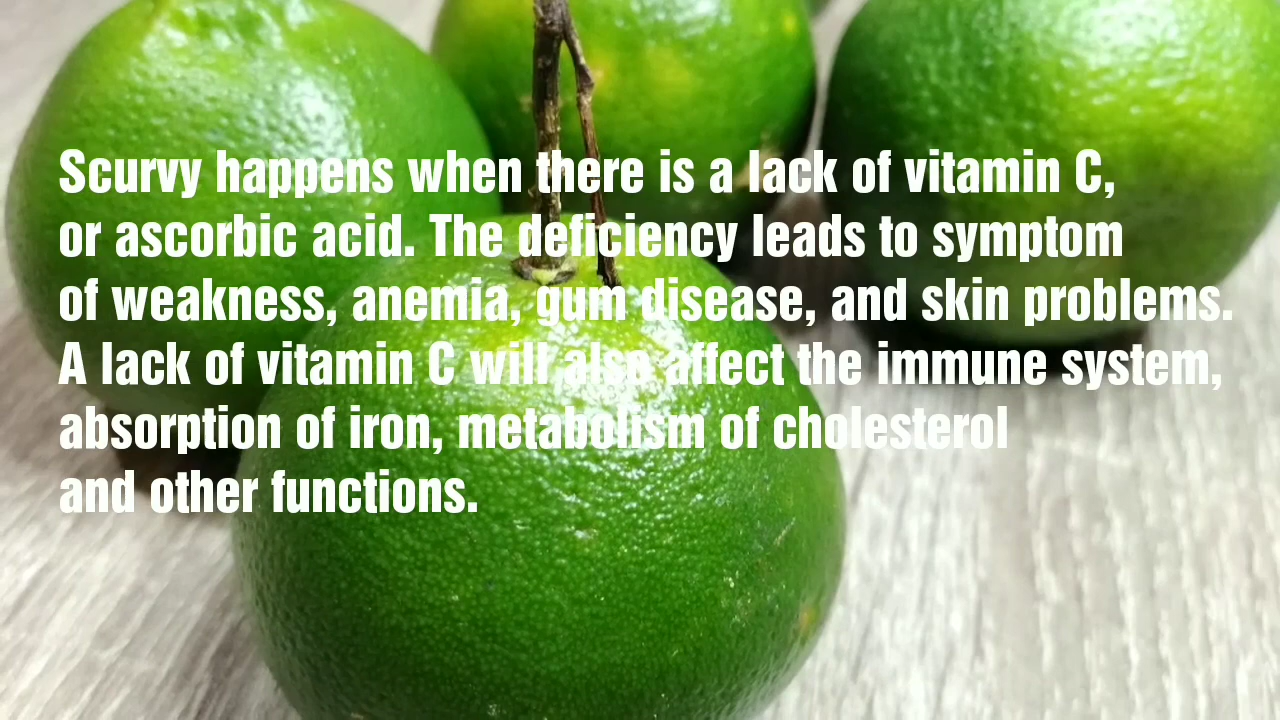 Scurvy happens when there is a lack of vitamin C,
or ascorbic acid. The deficiency leads to symptom
of weakness, anemia, gum disease, and skin problems.
A lack of vitamin C will also affect the immune system,
absorption of iron, metabolism of cholesterol
and other functions.